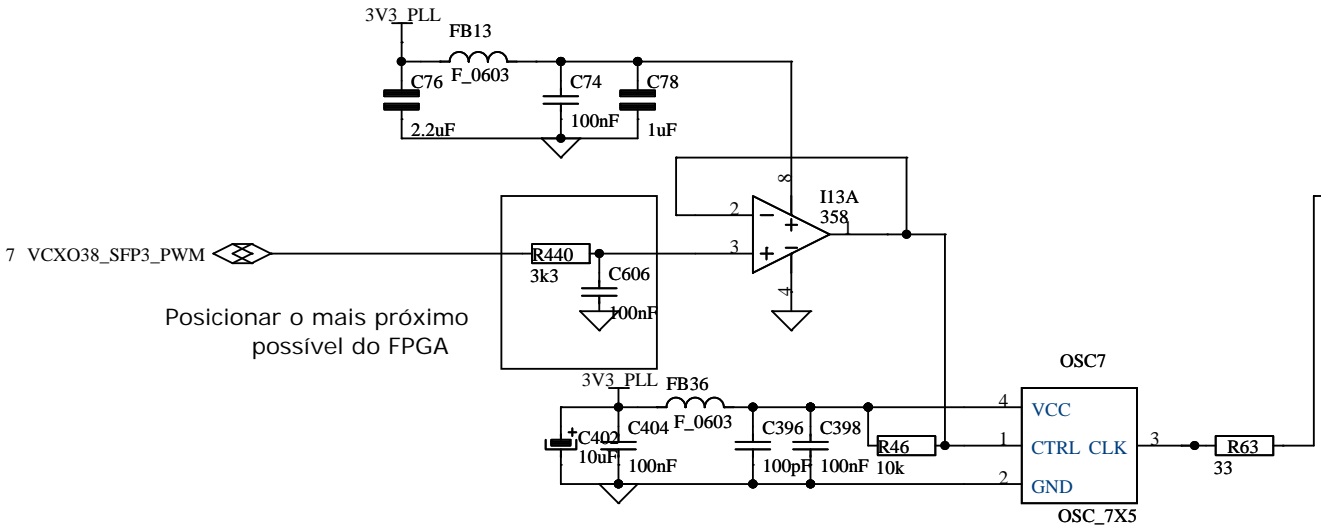 3V3_PLL
FB13
F_0603
C76
2.2uF
C74
100nF
C78
1uF
8
I13A
358
1
2
3
4
7 VCXO38_SFP3_PWM
R440
3k3
C606
100nF
Posicionar o mais próximo
possível do FPGA
3V3_PLL
FB36
F_0603
C402
10uF
C404
100nF
C396
100pF
C398
100nF
R46
10k
OSC7
4
VCC
1
CTRL
CLK
3
2
GND
OSC_7X5
R63
33